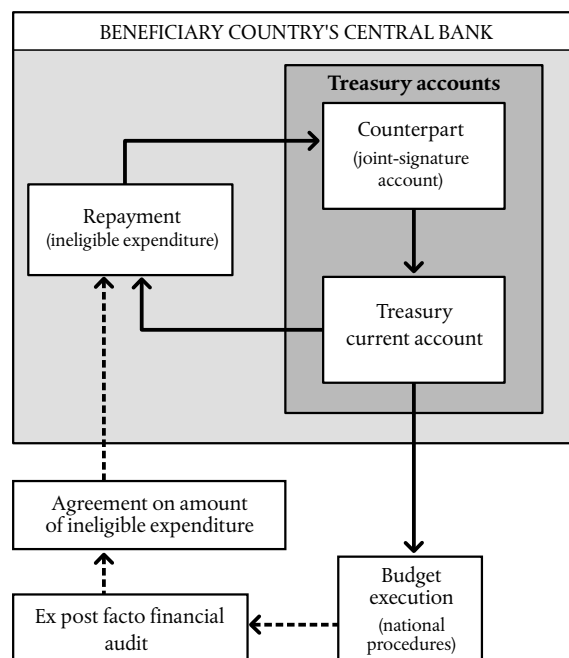 BENEFICIARY COUNTRY'S CENTRAL BANK
Treasury accounts
Counterpart
(joint-signature
account)
Repayment
(ineligible expenditure)
Treasury
current account
Agreement on amount
of ineligible expenditure
Budget
execution
(national
procedures)
Ex post facto financial
audit